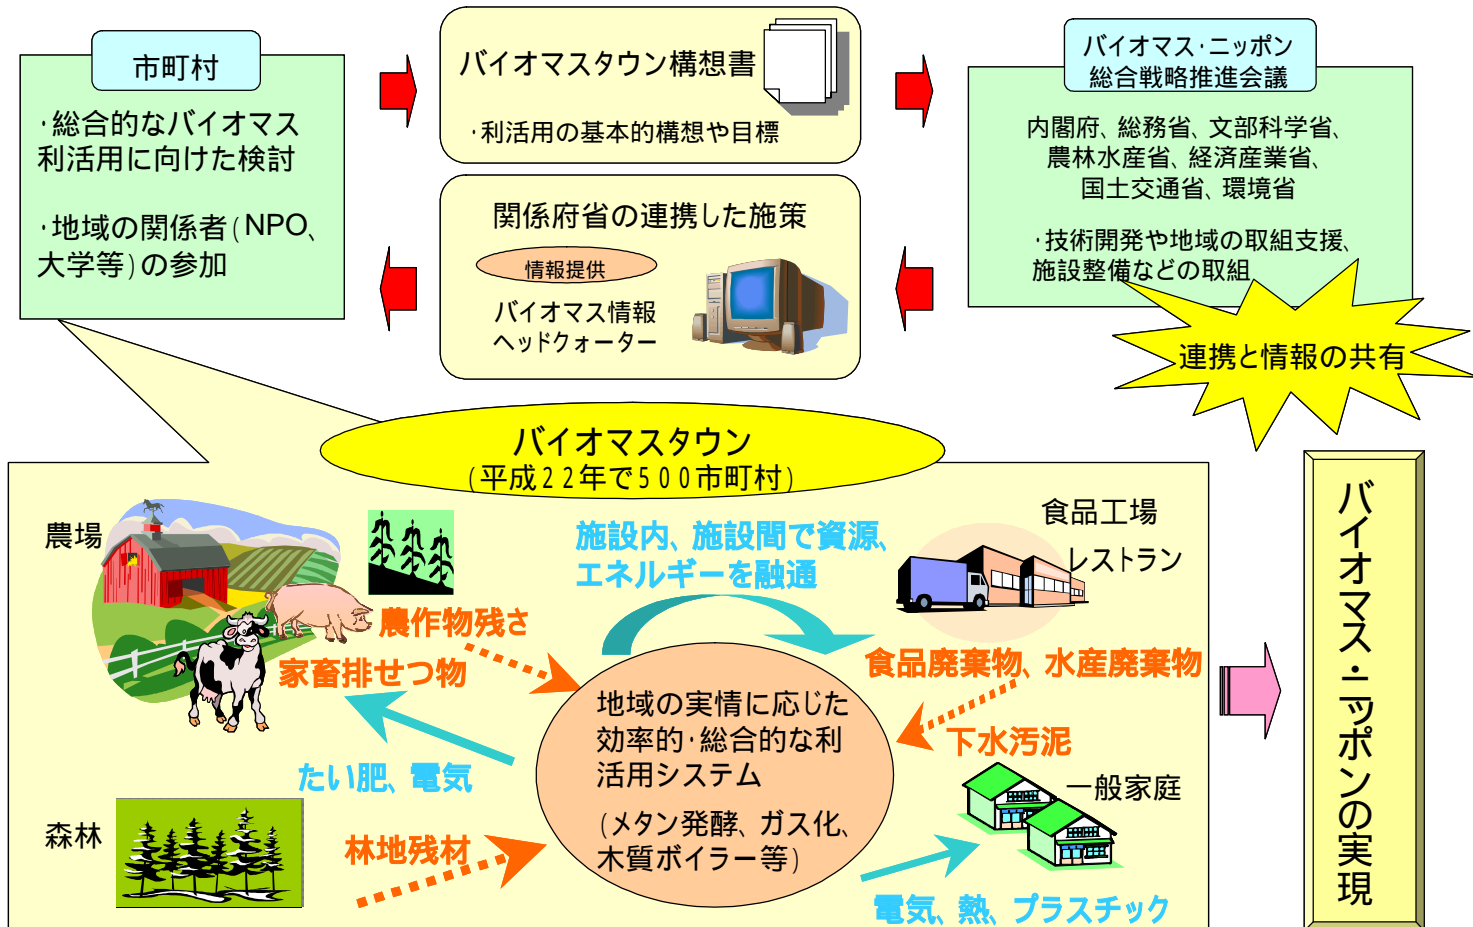 市町村
・総合的なバイオマス
利活用に向けた検討
・地域の関係者(NPO、
大学等)の参加
バイオマスタウン構想書
・利活用の基本的構想や目標
関係府省の連携した施策
情報提供
バイオマス情報
ヘッドクォーター
バイオマス・ニッポン
総合戦略推進会議
内閣府、総務省、文部科学省、
農林水産省、経済産業省、
国土交通省、環境省
・技術開発や地域の取組支援、
施設整備などの取組
連携と情報の共有
バイオマスタウン
(平成22年で500市町村)
農場
農作物残さ
家畜排せつ物
施設内、施設間で資源、
エネルギーを融通
食品工場
レストラン
食品廃棄物、水産廃棄物
下水汚泥
地域の実情に応じた
効率的・総合的な利
活用システム
(メタン発酵、ガス化、
木質ボイラー等)
たい肥、電気
森林
林地残材
一般家庭
電気、熱、プラスチック
バイオマス・ニッポンの実現